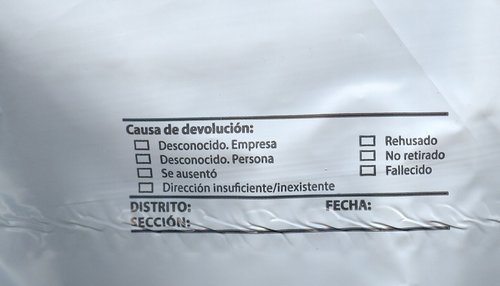 Causa de devolución:
Desconocido. Empresa
Desconocido. Persona
Se ausentó
Dirección insuficiente/inexistente
Rehusado
No retirado
Fallecido
DISTRITO:
FECHA:
SECCIÓN: